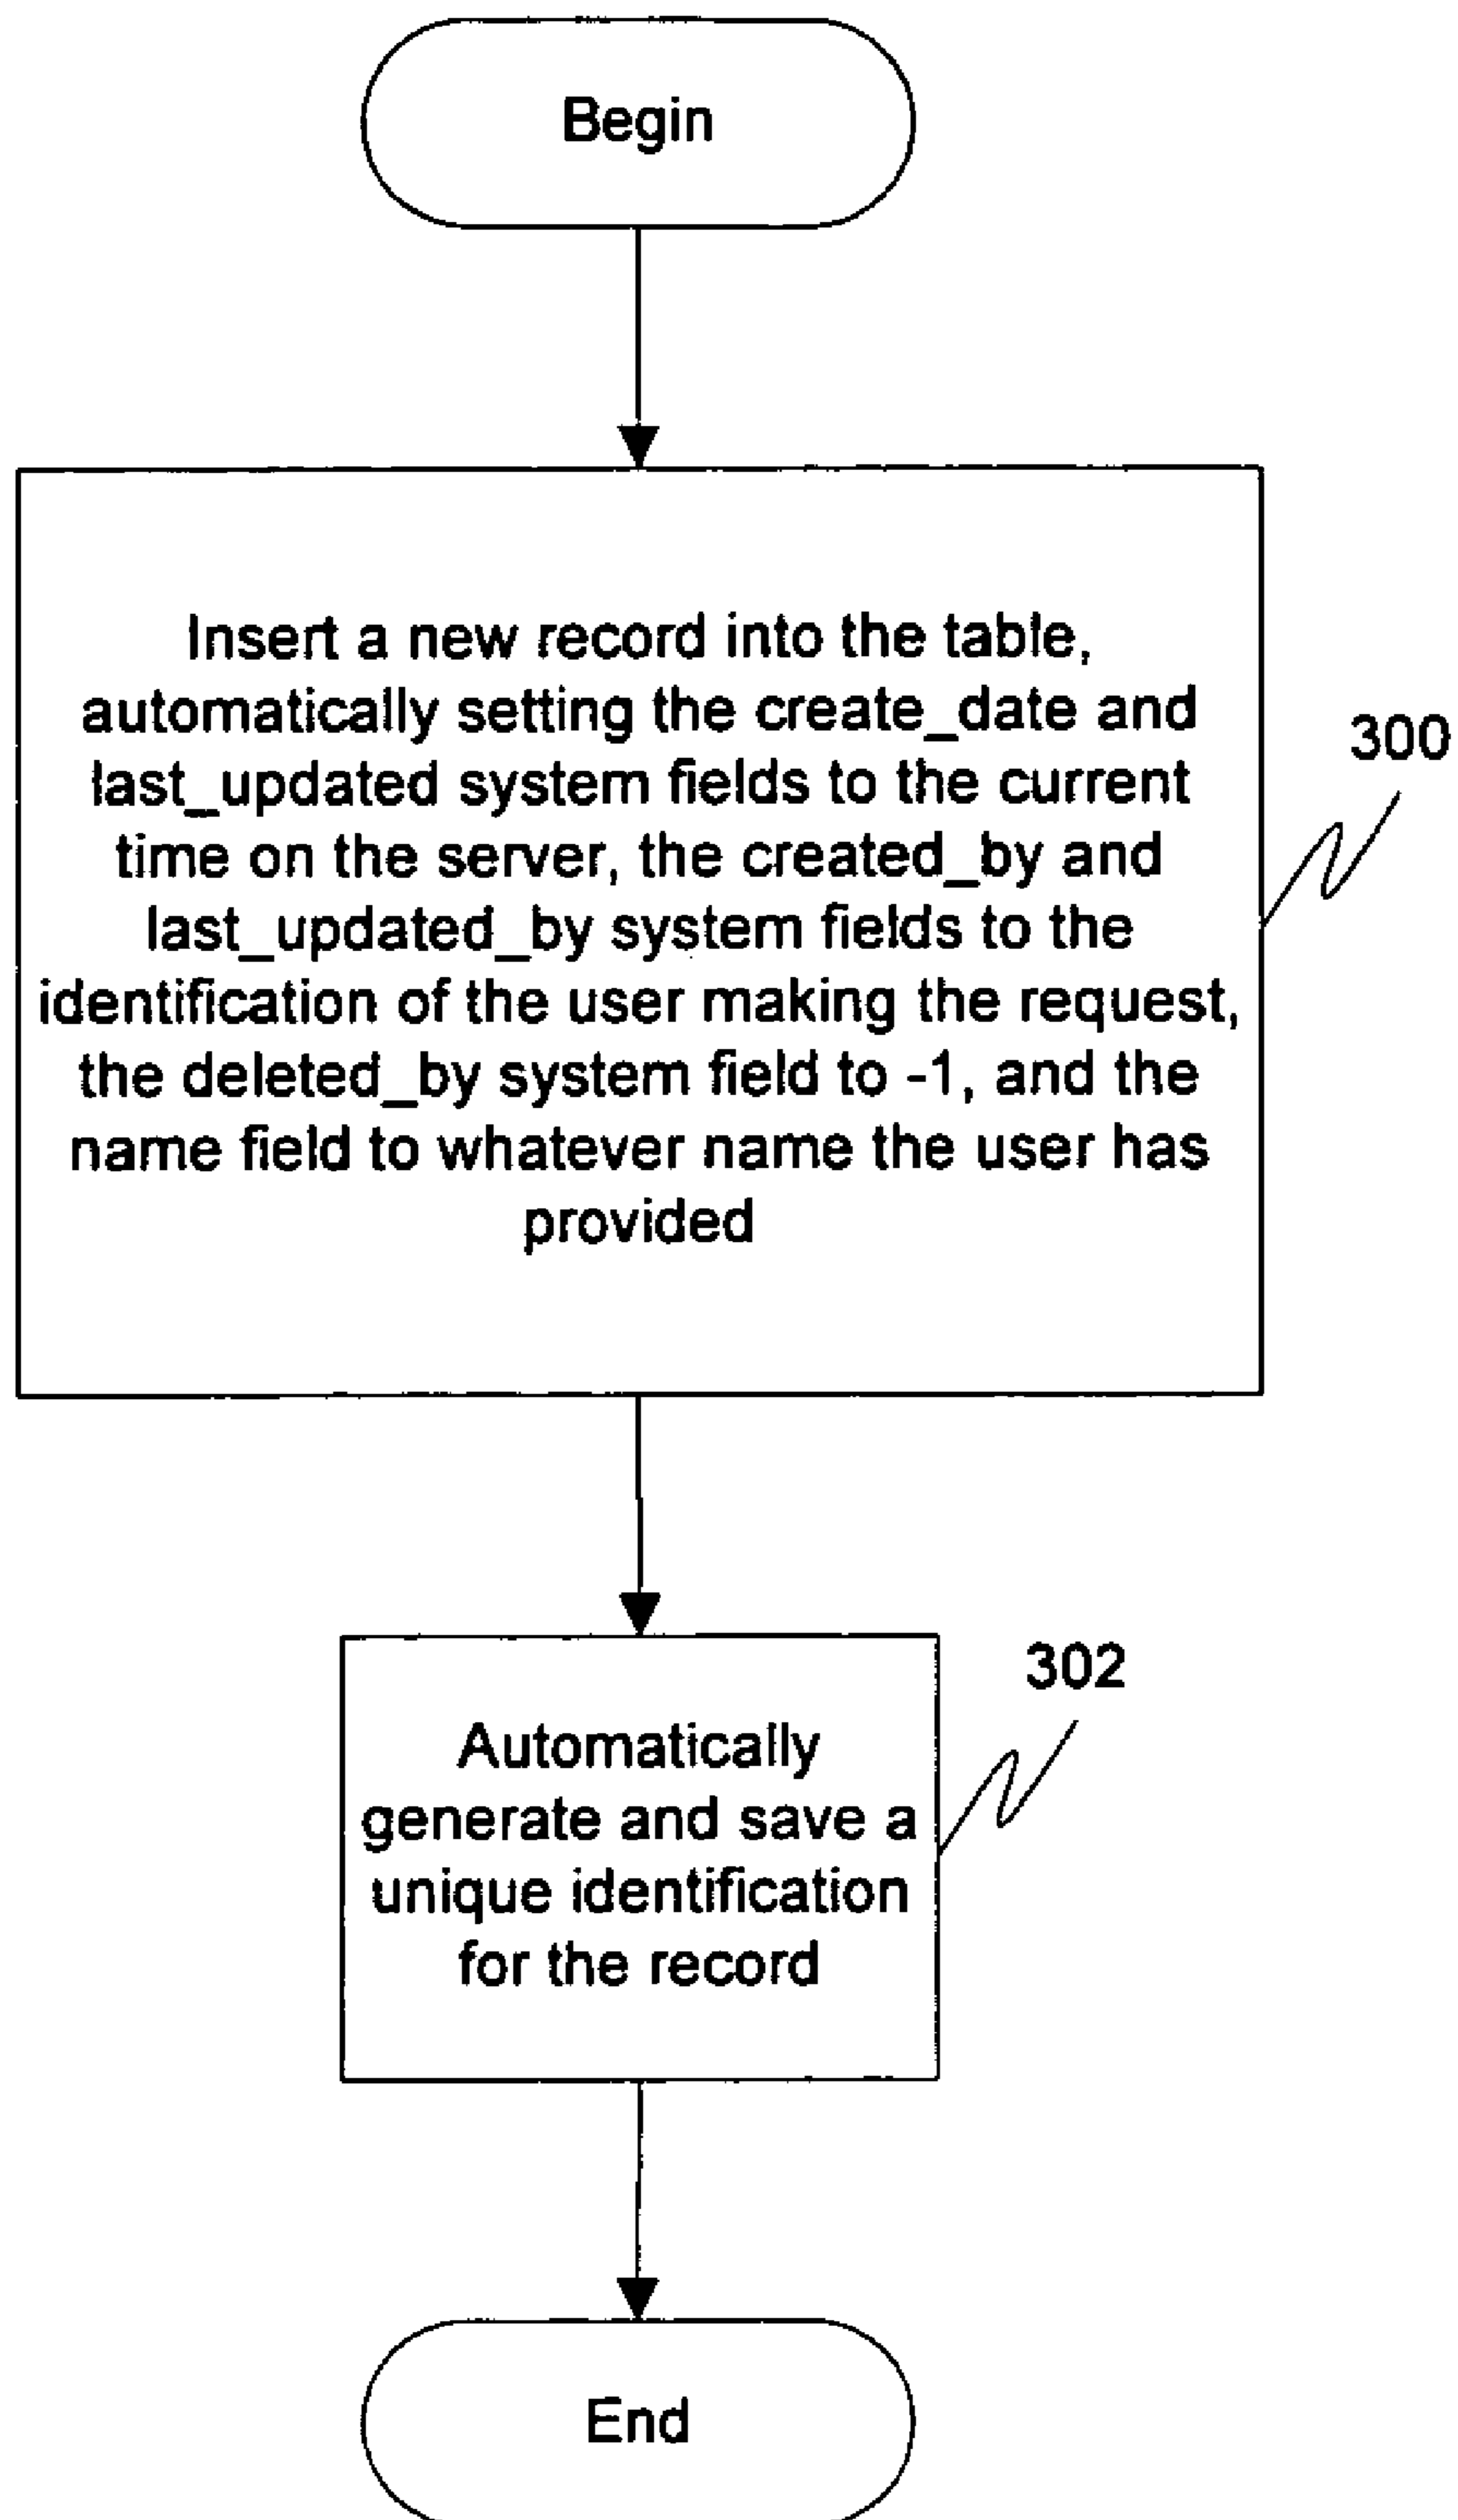 Begin
Insert a new record into the table,
automatically setting the create_date and
last_updated system fields to the current
time on the server, the created_by and
last_updated_by system fields to the
identification of the user making the request,
the deleted_by system field to -1, and the
name field to whatever name the user has
provided
300
302
Automatically
generate and save a
unique identification
for the record
End